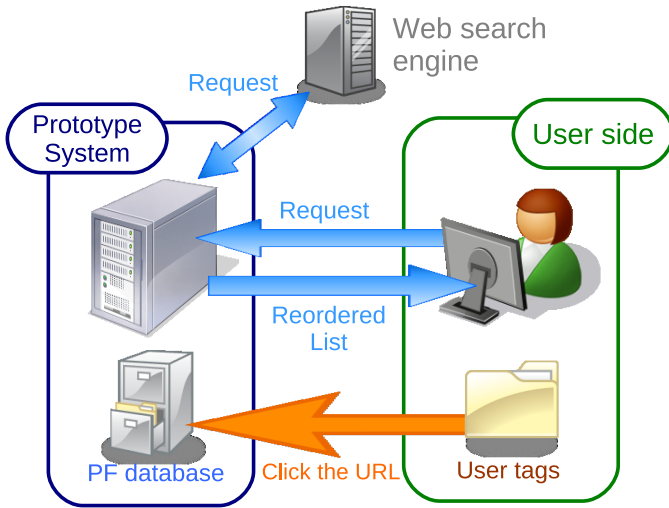 Web search
engine
Request
Prototype
System
User side
Request
Reordered
List
PF database
Click the URL
User tags